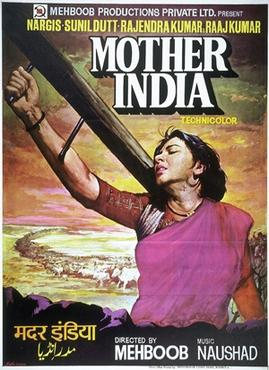 MEHBOOB PRODUCTIONS PRIVATE LTD. PRESENT
NARGIS·SUNIL DUTT·RAJENDRA KUMAR, RAAJ KUMAR
MOTHER
INDIA
TECHNICOLOR
मदर इंडिया
مدر انڈیا
DIRECTED BY
MEHBOOB
MUSIC
NAUSHAD